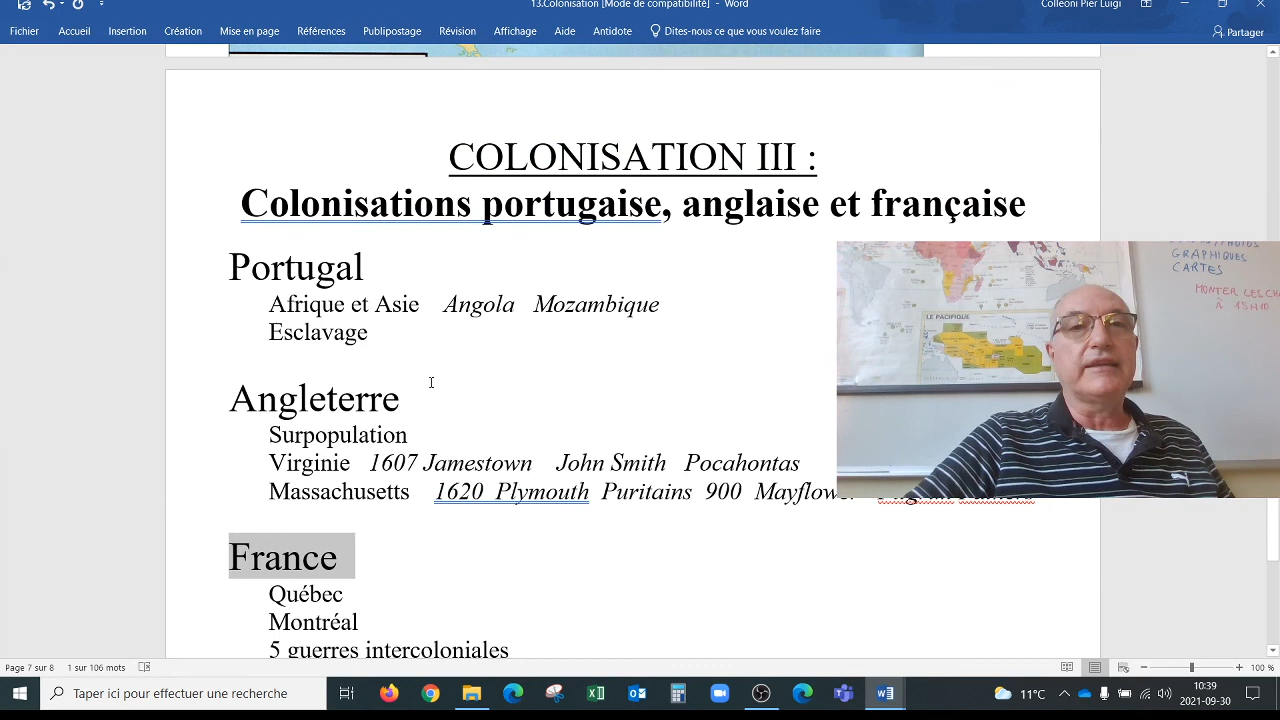 13.Colonisation [Mode de compatibilité] - Word
Colleoni Pier Luigi
Fichier Accueil Insertion Création Mise en page Références Publipostage Révision Affichage Aide Antidote Dites-nous ce que vous voulez faire Partager
COLONISATION III :
Colonisations portugaise, anglaise et française
Portugal
Afrique et Asie Angola Mozambique
Esclavage
GRAPHIQUES
CARTES
MONTER LES
À 15H10
LE PACIFIQUE
Angleterre
Surpopulation
Virginie 1607 Jamestown John Smith Pocahontas
Massachusetts 1620 Plymouth Puritains 900
France
Québec
Montréal
5 guerres intercoloniales
Page 7 sur 8 1 sur 106 mots 100 %
Taper ici pour effectuer une recherche
11°C
10:39
2021-09-30